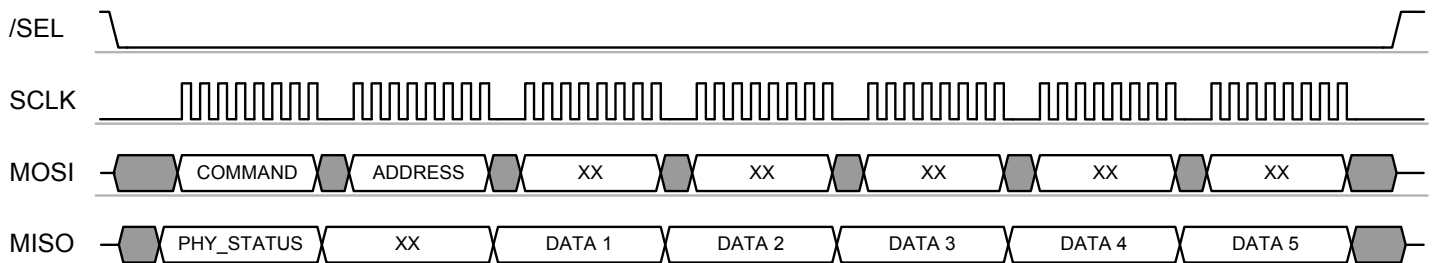 /SEL
SCLK
MOSI COMMAND ADDRESS XX XX XX XX XX
MISO PHY_STATUS XX DATA 1 DATA 2 DATA 3 DATA 4 DATA 5